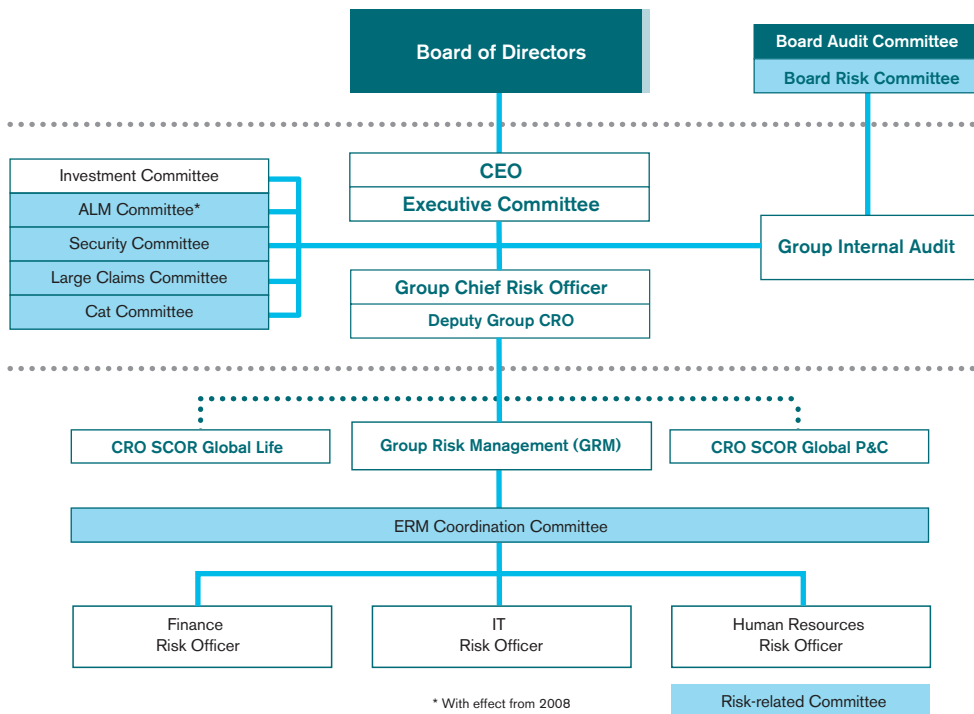 Board of Directors
Board Audit Committee
Board Risk Committee
Investment Committee
ALM Committee*
Security Committee
Large Claims Committee
Cat Committee
CEO
Executive Committee
Group Internal Audit
Group Chief Risk Officer
Deputy Group CRO
CRO SCOR Global Life
Group Risk Management (GRM)
CRO SCOR Global P&C
ERM Coordination Committee
Finance
Risk Officer
IT
Risk Officer
Human Resources
Risk Officer
* With effect from 2008
Risk-related Committee